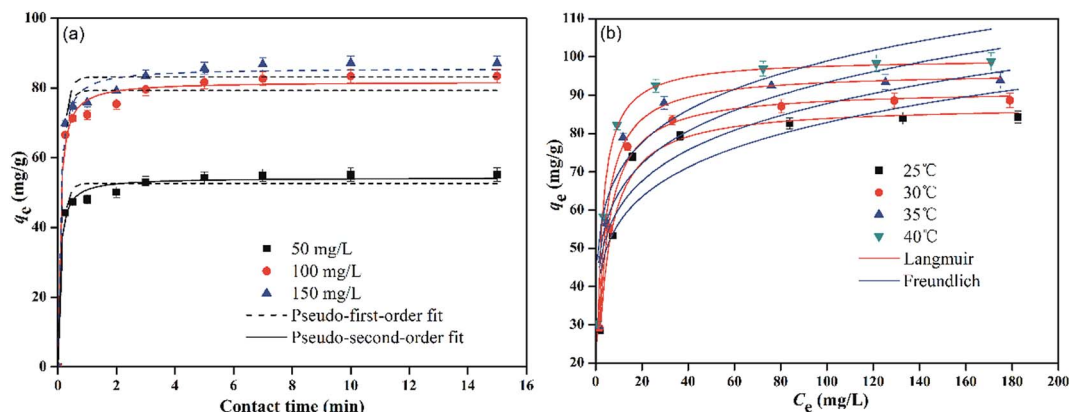 (a)
100
80
60
40
20
0
qc (mg/g)
50 mg/L
100 mg/L
150 mg/L
Pseudo-first-order fit
Pseudo-second-order fit
0 2 4 6 8 10 12 14 16
Contact time (min)
(b)
110
100
90
80
70
60
50
40
30
20
qe (mg/g)
25℃
30℃
35℃
40℃
Langmuir
Freundlich
0 20 40 60 80 100 120 140 160 180 200
Ce (mg/L)